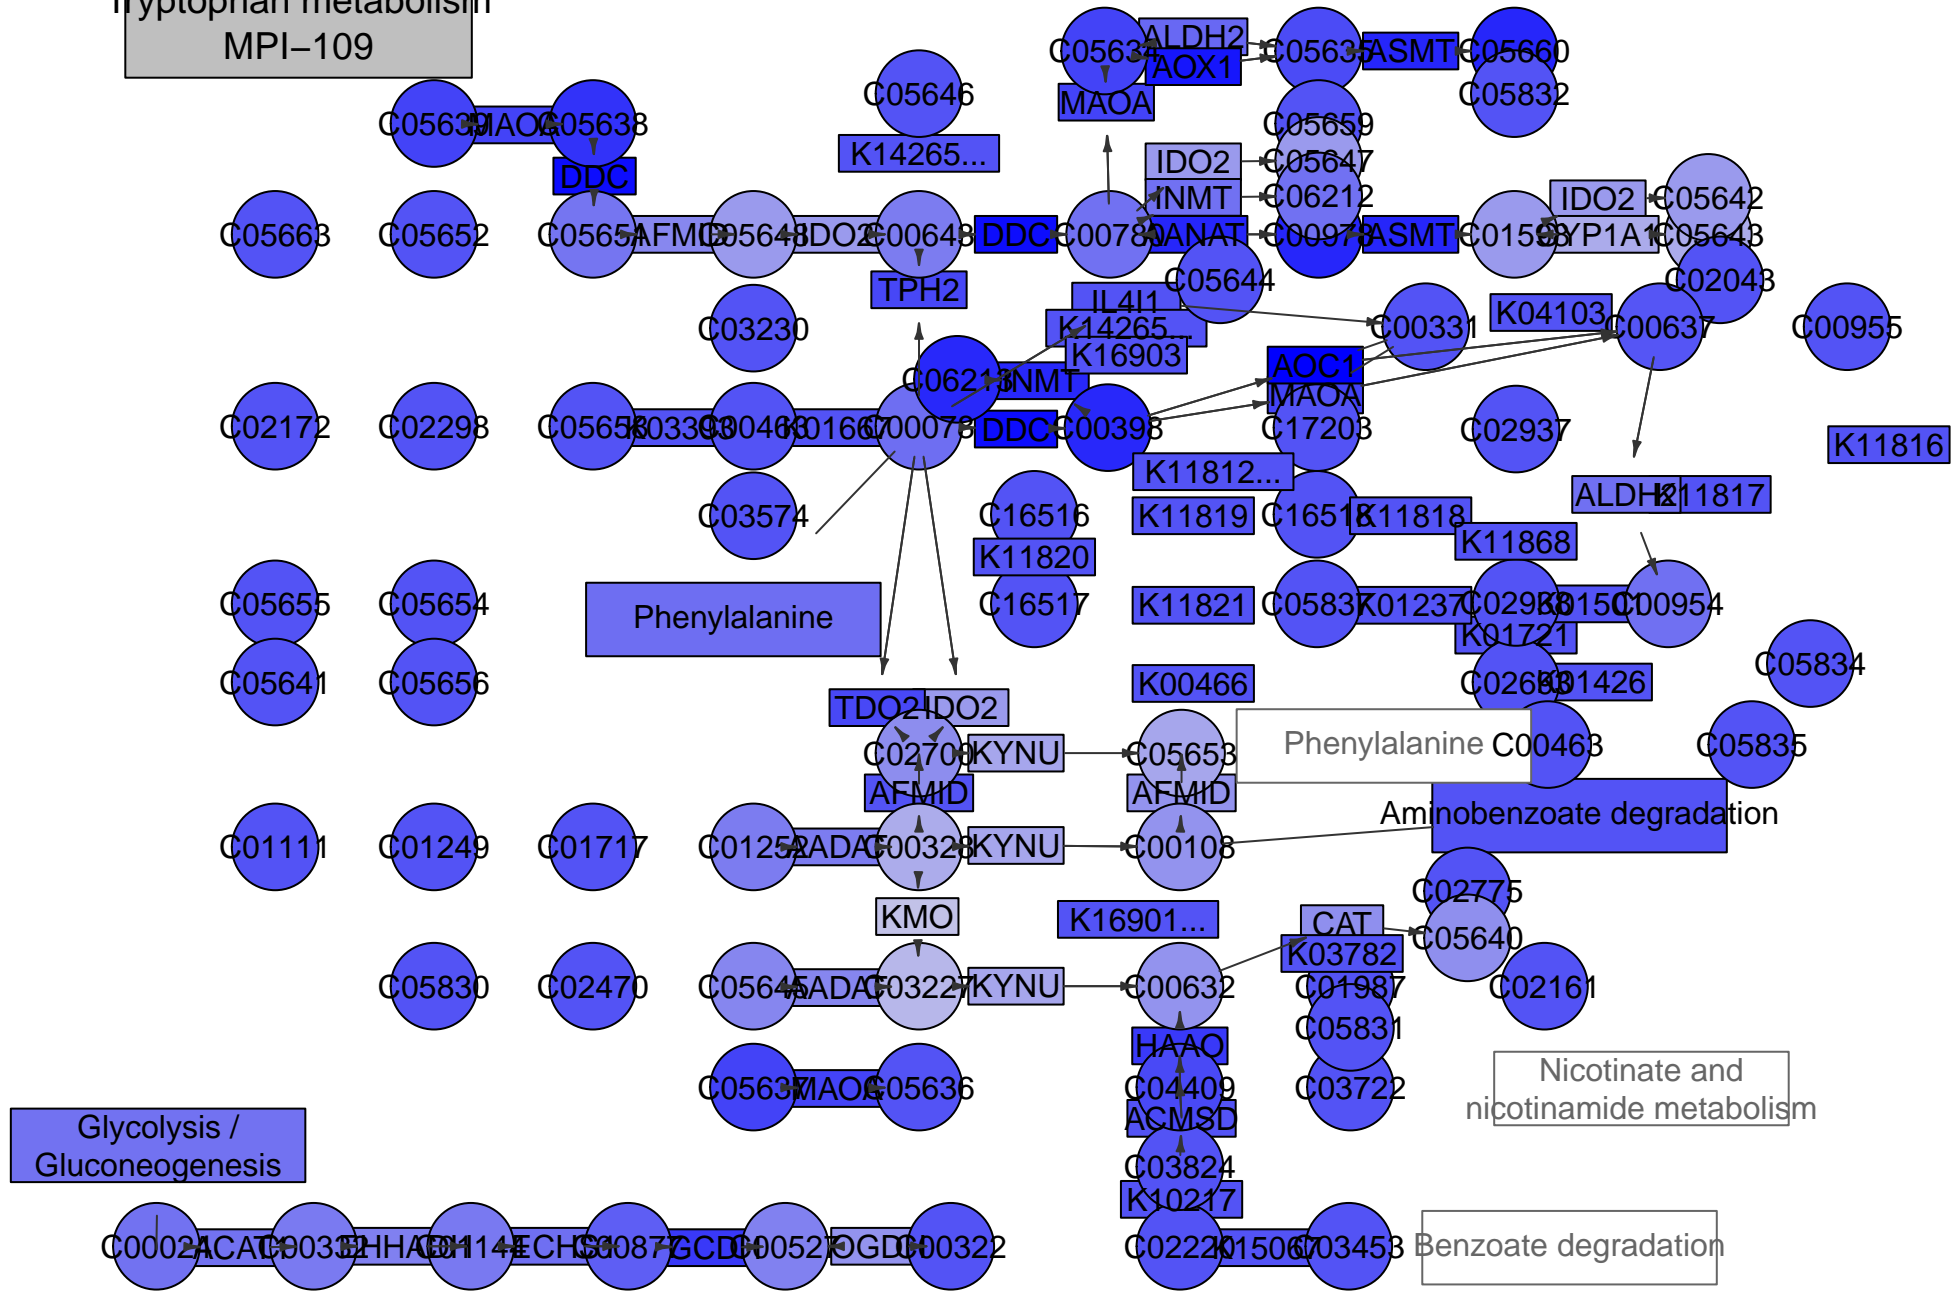 Tryptophan metabolism
MPI–109
C05634
ALDH2
AOX1
C05635
ASMT
C05660
C05832
MAOA
C05639
MAOA
C05638
DDC
C05646
K14265...
C05659
IDO2
C05647
INMT
C06212
IDO2
C05642
C05663
C05652
C05651
AFMID
C05648
IDO2
C00643
DDC
C00780
AANAT
C00978
ASMT
C01598
CYP1A1
C05643
TPH2
C05644
C02043
IL4I1
K14265...
K16903
C03230
C00331
K04103
C00637
C00955
C06213
INMT
AOC1
MAOA
C02172
C02298
C05658
K03393
C00463
K01667
C00078
DDC
C00398
C17203
C02937
K11816
K11812...
ALDH2
K11817
C03574
C16516
K11819
C16518
K11818
K11868
K11820
C05655
C05654
Phenylalanine
C16517
K11821
C05837
K01237
C02938
K01501
C00954
K01721
C05641
C05656
K00466
C02693
K01426
C05834
TDO2
IDO2
C02700
KYNU
C05653
Phenylalanine
C00463
C05835
AFMID
AFMID
Aminobenzoate degradation
C01111
C01249
C01717
C01252
AADAT
C00328
KYNU
C00108
C02775
KMO
K16901...
CAT
K03782
C05640
C05830
C02470
C05645
AADAT
C03227
KYNU
C00632
C01987
C02161
C05831
HAAO
C05637
MAOA
C05636
C04409
C03722
Nicotinate and
nicotinamide metabolism
ACMSD
Glycolysis /
Gluconeogenesis
C03824
K10217
C00024
ACAT1
C00332
EHHADH
C01144
ECHS1
C00877
GCDH
C00527
OGDH
C00322
C02220
K15067
C03453
Benzoate degradation